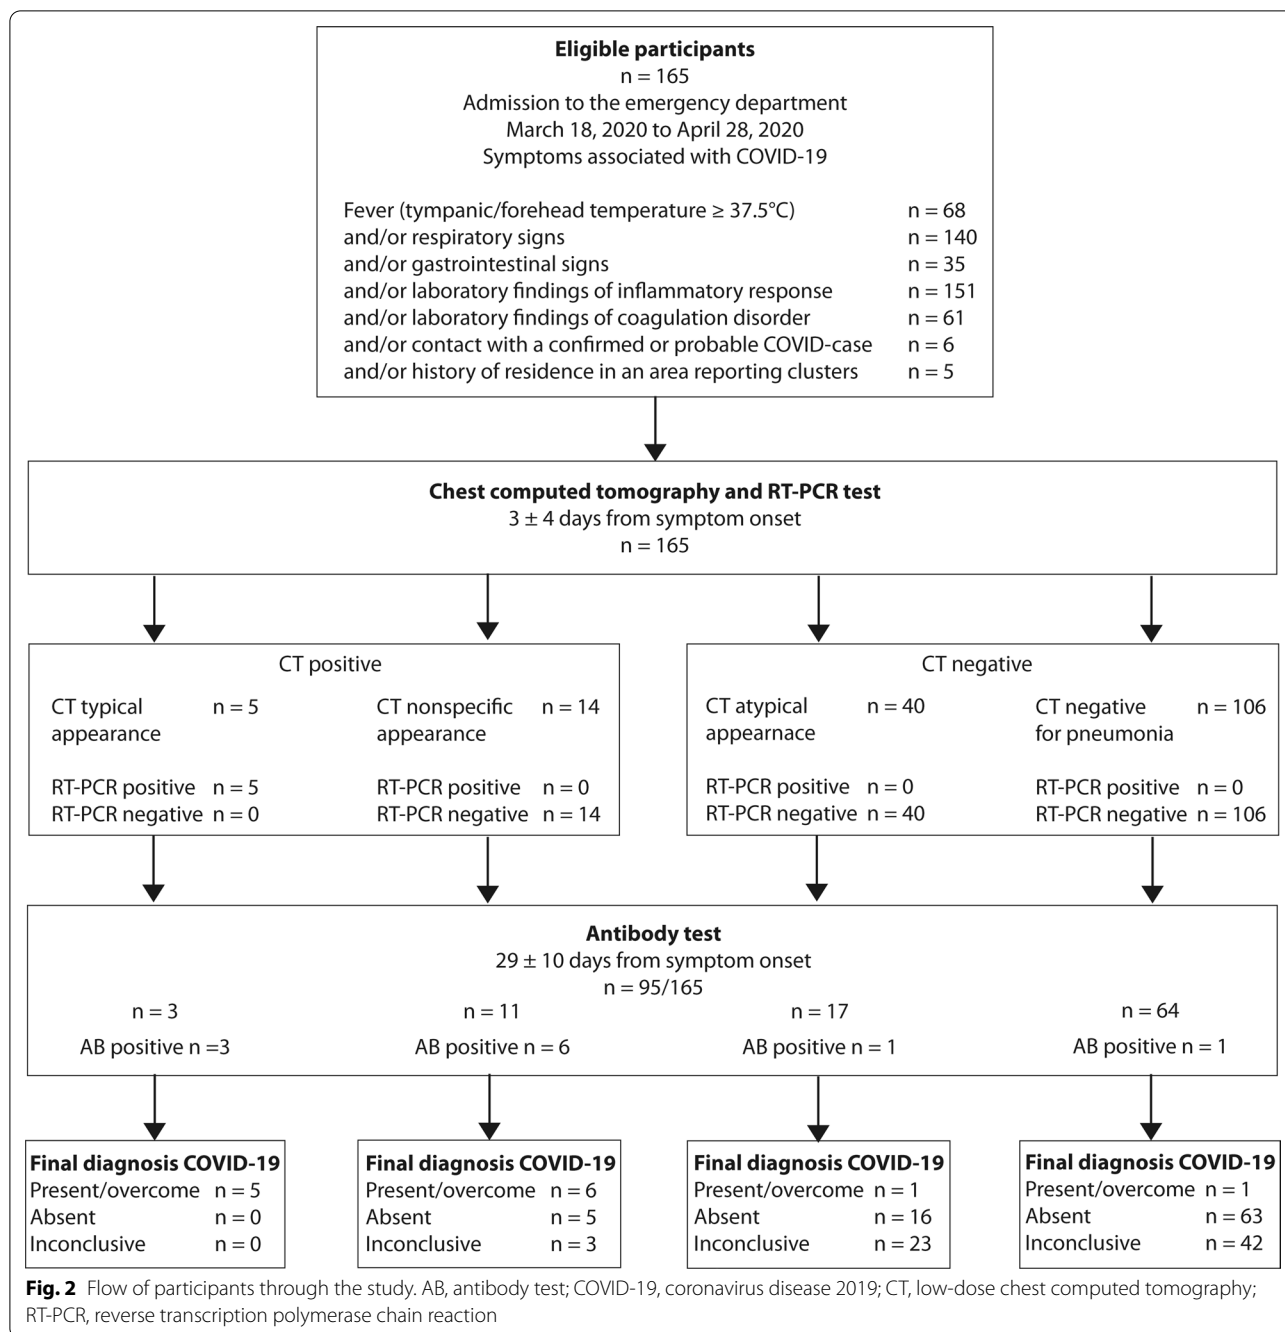 Eligible participants
n = 165
Admission to the emergency department
March 18, 2020 to April 28, 2020
Symptoms associated with COVID-19
Fever (tympanic/forehead temperature ≥ 37.5°C) n = 68
and/or respiratory signs n = 140
and/or gastrointestinal signs n = 35
and/or laboratory findings of inflammatory response n = 151
and/or laboratory findings of coagulation disorder n = 61
and/or contact with a confirmed or probable COVID-case n = 6
and/or history of residence in an area reporting clusters n = 5
Chest computed tomography and RT-PCR test
3 ± 4 days from symptom onset
n = 165
CT positive
CT typical n = 5
appearance
RT-PCR positive n = 5
RT-PCR negative n = 0
CT nonspecific n = 14
appearance
RT-PCR positive n = 0
RT-PCR negative n = 14
CT negative
CT atypical n = 40
appearnace
RT-PCR positive n = 0
RT-PCR negative n = 40
CT negative n = 106
for pneumonia
RT-PCR positive n = 0
RT-PCR negative n = 106
Antibody test
29 ± 10 days from symptom onset
n = 95/165
n = 3
AB positive n =3
n = 11
AB positive n = 6
n = 17
AB positive n = 1
n = 64
AB positive n = 1
Final diagnosis COVID-19
Present/overcome n = 5
Absent n = 0
Inconclusive n = 0
Final diagnosis COVID-19
Present/overcome n = 6
Absent n = 5
Inconclusive n = 3
Final diagnosis COVID-19
Present/overcome n = 1
Absent n = 16
Inconclusive n = 23
Final diagnosis COVID-19
Present/overcome n = 1
Absent n = 63
Inconclusive n = 42
Fig. 2 Flow of participants through the study. AB, antibody test; COVID-19, coronavirus disease 2019; CT, low-dose chest computed tomography;
RT-PCR, reverse transcription polymerase chain reaction